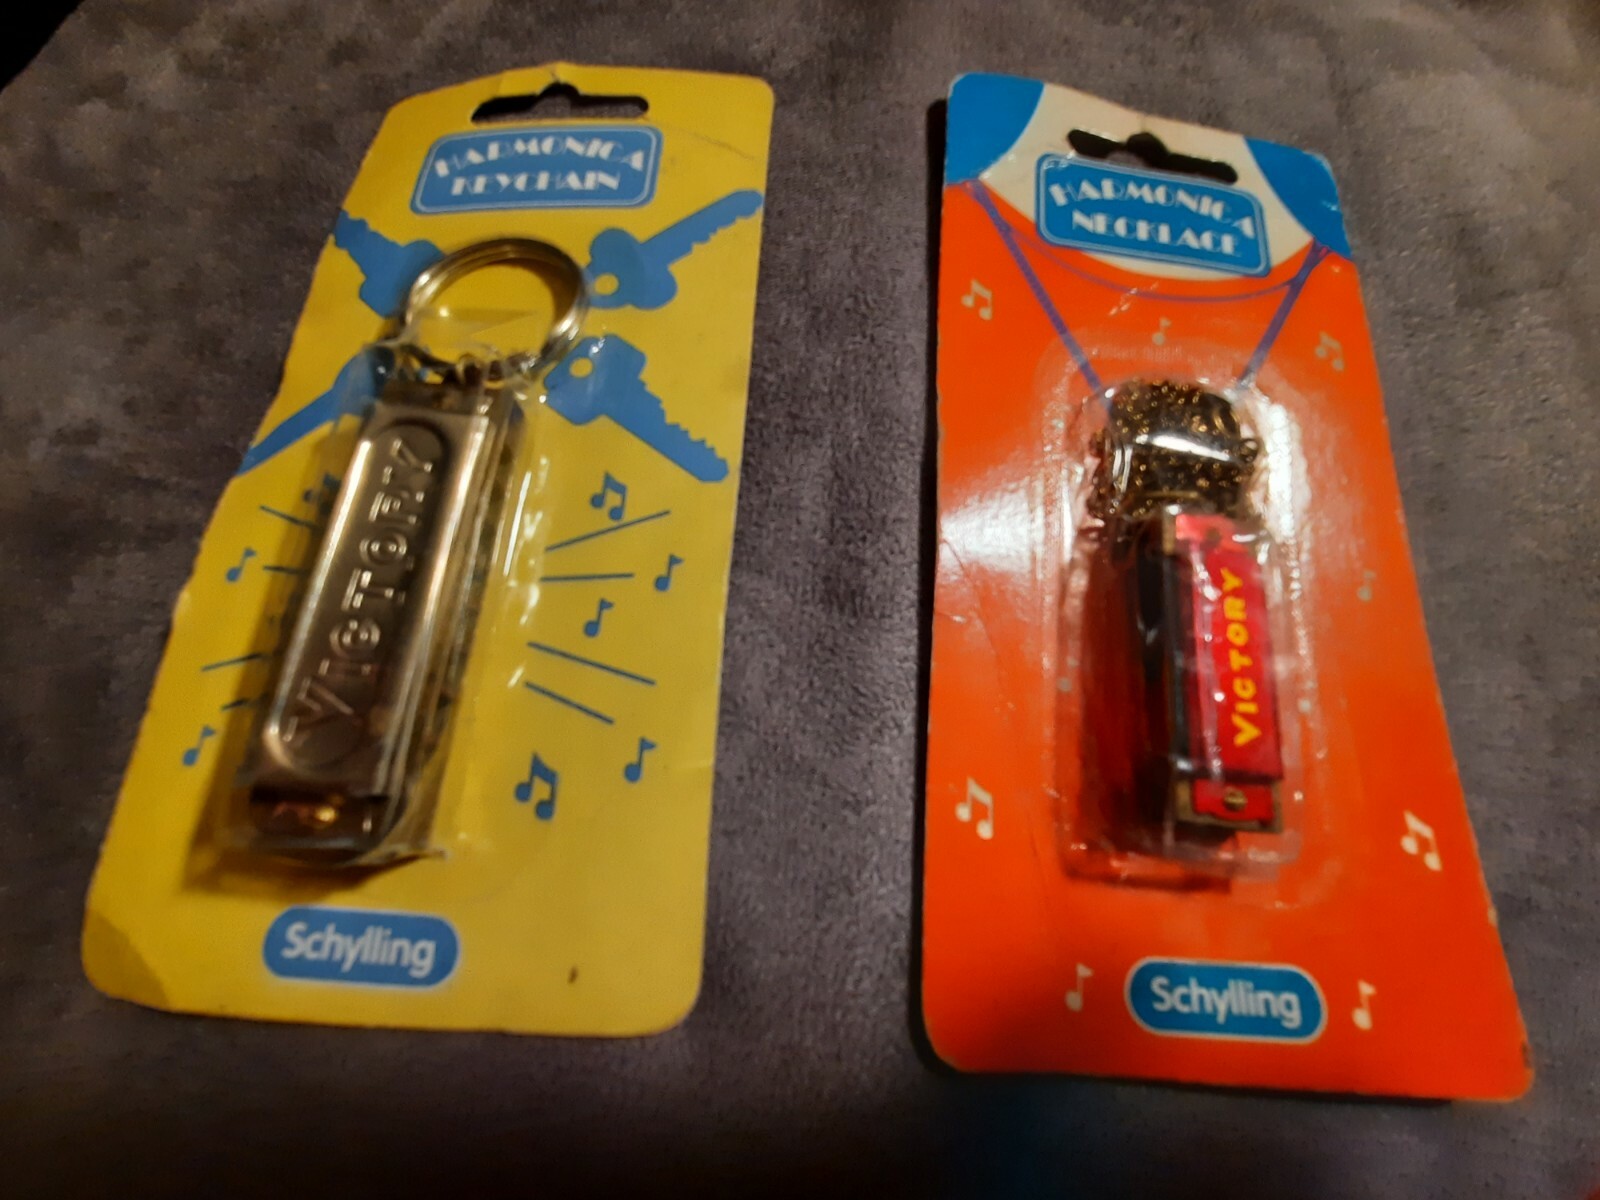 HARMONICA
KEYCHAIN
VICTORY
Schylling
HARMONICA
NECKLACE
VICTORY
Schylling